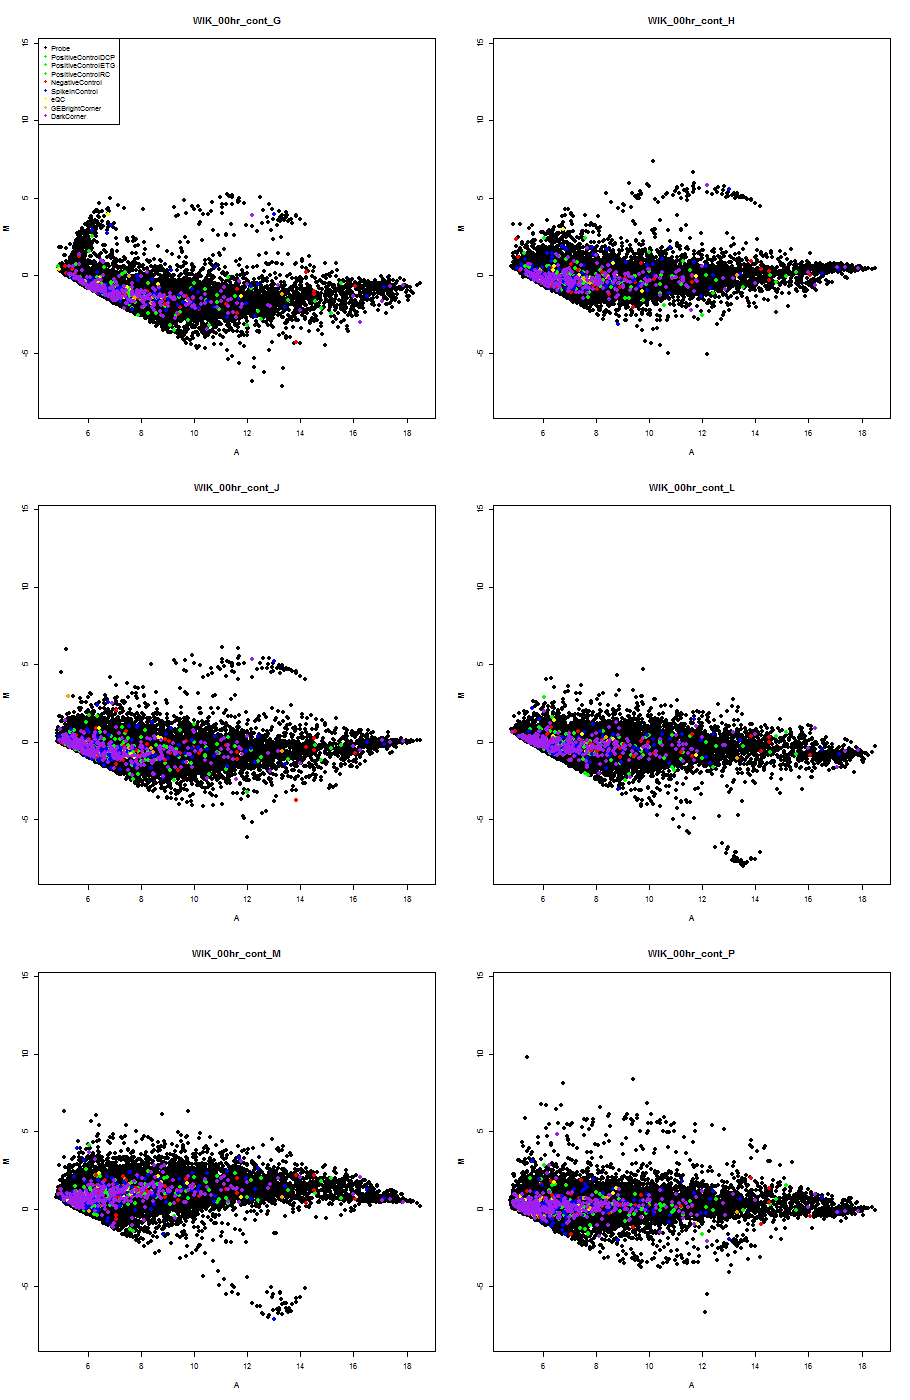 WIK_00hr_cont_G
WIK_00hr_cont_H
15
10
5
0
-5
M
Probe
PositiveControlDCP
PositiveControlETG
PositiveControlRC
NegativeControl
SpikeInControl
eQC
GEBrightCorner
DarkCorner
6 8 10 12 14 16 18
A
15
10
5
0
-5
M
6 8 10 12 14 16 18
A
WIK_00hr_cont_J
WIK_00hr_cont_L
15
10
5
0
-5
M
6 8 10 12 14 16 18
A
15
10
5
0
-5
M
6 8 10 12 14 16 18
A
WIK_00hr_cont_M
WIK_00hr_cont_P
15
10
5
0
-5
M
6 8 10 12 14 16 18
A
15
10
5
0
-5
M
6 8 10 12 14 16 18
A